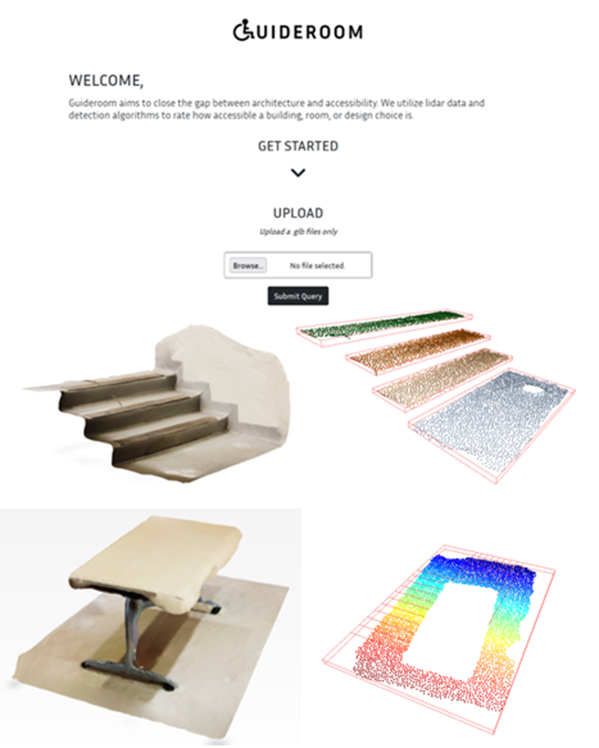 GUIDEROOM
WELCOME,
Guideroom aims to close the gap between architecture and accessibility. We utilize lidar data and
detection algorithms to rate how accessible a building, room, or design choice is.
GET STARTED
UPLOAD
Upload a .glb files only
Browse... No file selected.
Submit Query